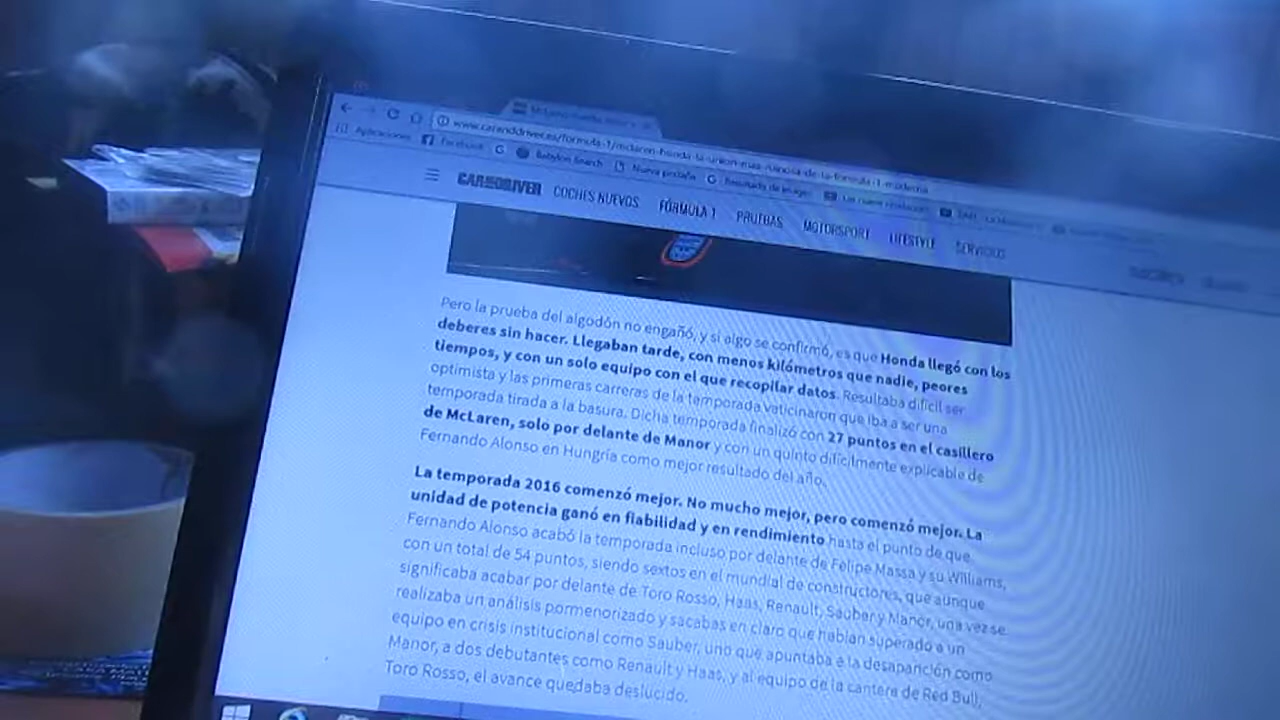 www.caranddriver.es/formula-1/mclaren-honda-la-union-mas-ruinosa-de-la-formula-1-moderna
Aplicaciones Facebook Babylon Search Nueva pestaña Resultado de imagen
CAR AND DRIVER COCHES NUEVOS FÓRMULA 1 PRUEBAS MOTORSPORT LIFESTYLE SERVICIOS
Pero la prueba del algodón no engañó, y si algo se confirmó, es que Honda llegó con los
deberes sin hacer. Llegaban tarde, con menos kilómetros que nadie, peores
tiempos, y con un solo equipo con el que recopilar datos. Resultaba difícil ser
optimista y las primeras carreras de la temporada vaticinaron que iba a ser una
temporada tirada a la basura. Dicha temporada finalizó con 27 puntos en el casillero
de McLaren, solo por delante de Manor y con un quinto difícilmente explicable de
Fernando Alonso en Hungría como mejor resultado del año.
La temporada 2016 comenzó mejor. No mucho mejor, pero comenzó mejor. La
unidad de potencia ganó en fiabilidad y en rendimiento hasta el punto de que
Fernando Alonso acabó la temporada incluso por delante de Felipe Massa y su Williams,
con un total de 54 puntos, siendo sextos en el mundial de constructores, que aunque
significaba acabar por delante de Toro Rosso, Haas, Renault, Sauber y Manor, una vez se
realizaba un análisis pormenorizado y sacabas en claro que habían superado a un
equipo en crisis institucional como Sauber, uno que apuntaba a la desaparición como
Manor, a dos debutantes como Renault y Haas, y al equipo de la cantera de Red Bull,
Toro Rosso, el avance quedaba deslucido.